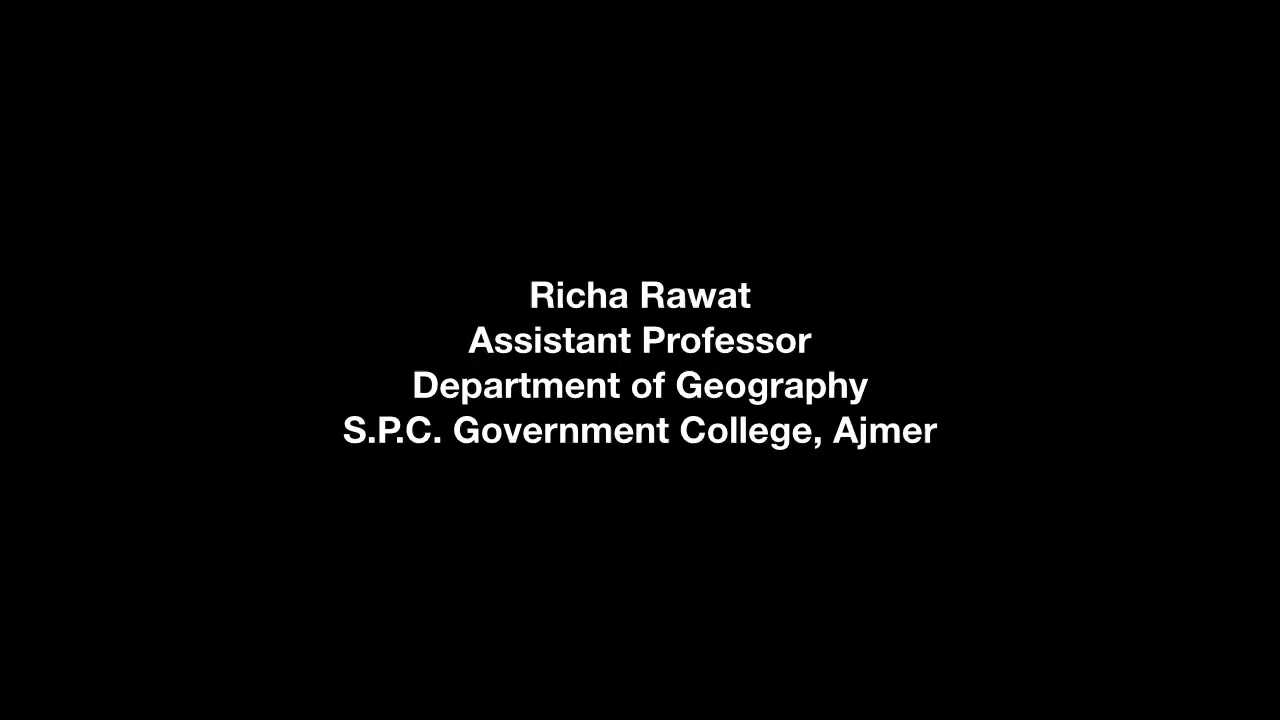 Richa Rawat
Assistant Professor
Department of Geography
S.P.C. Government College, Ajmer